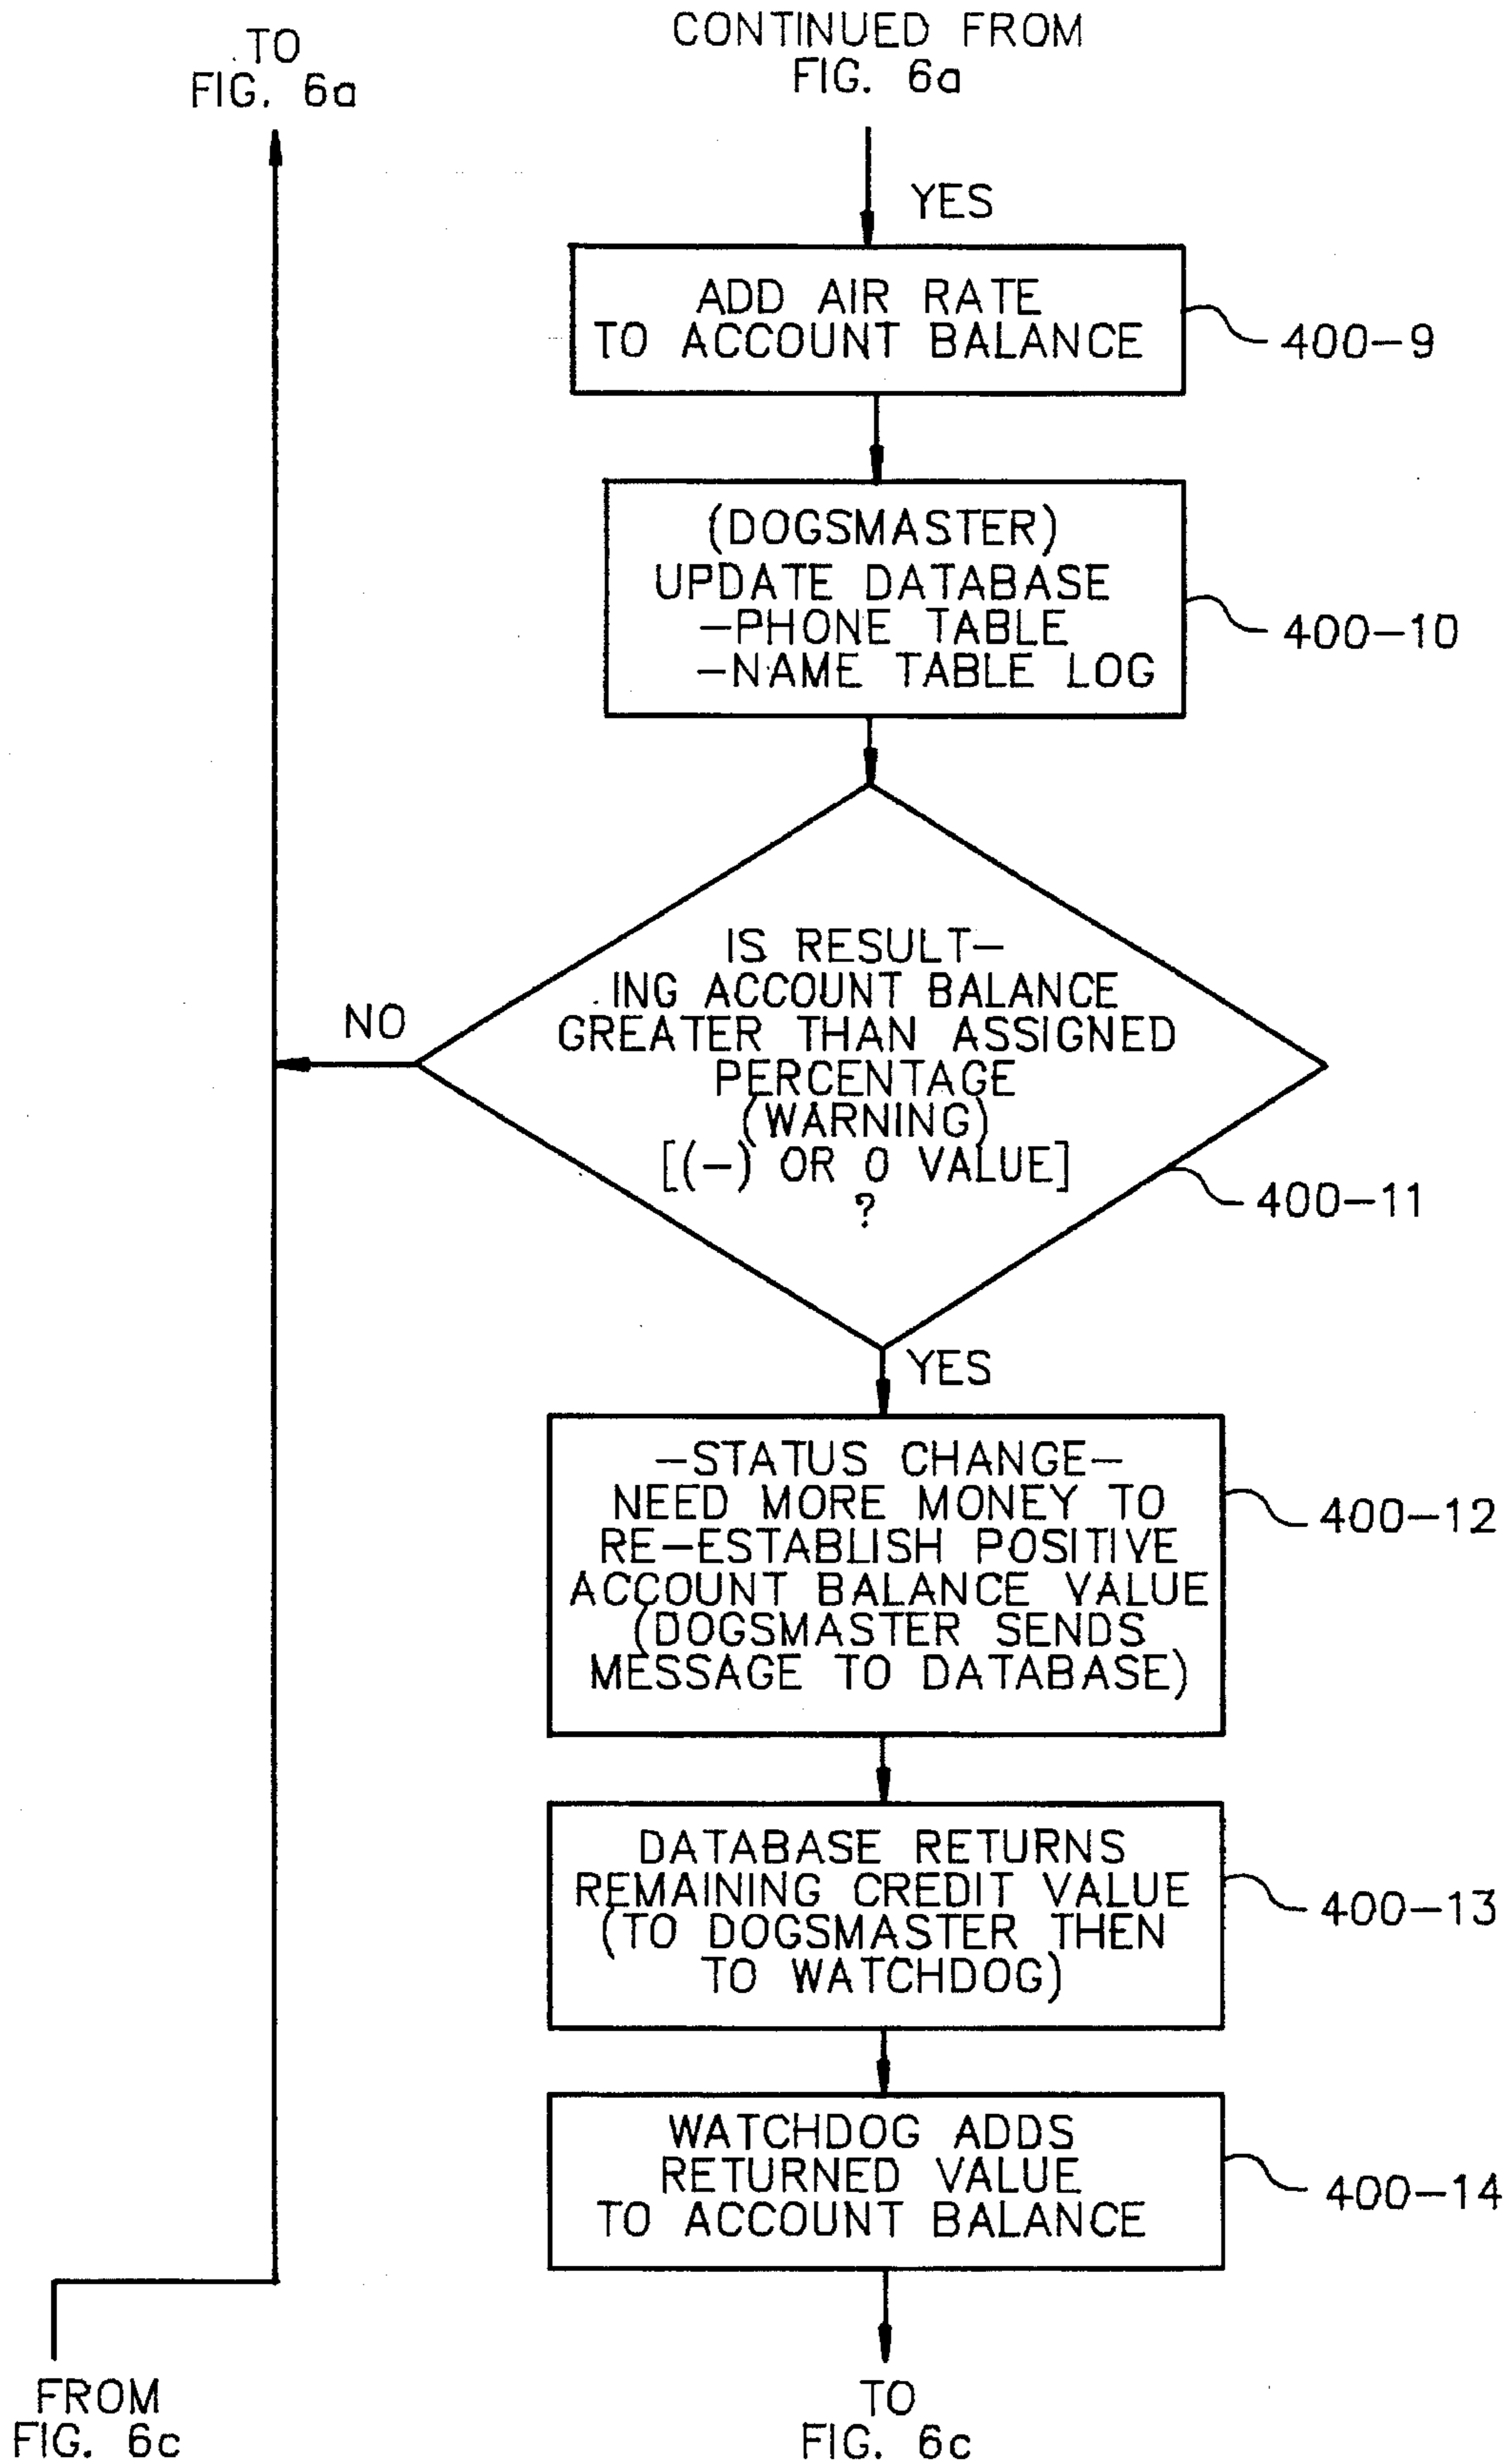 TO
FIG. 6a
CONTINUED FROM
FIG. 6a
YES
ADD AIR RATE
TO ACCOUNT BALANCE
400-9
(DOGSMASTER)
UPDATE DATABASE
-PHONE TABLE
-NAME TABLE LOG
400-10
IS RESULT-
ING ACCOUNT BALANCE
GREATER THAN ASSIGNED
PERCENTAGE
(WARNING)
[(-) OR 0 VALUE]
?
400-11
NO
YES
-STATUS CHANGE-
NEED MORE MONEY TO
RE-ESTABLISH POSITIVE
ACCOUNT BALANCE VALUE
(DOGSMASTER SENDS
MESSAGE TO DATABASE)
400-12
DATABASE RETURNS
REMAINING CREDIT VALUE
(TO DOGSMASTER THEN
TO WATCHDOG)
400-13
WATCHDOG ADDS
RETURNED VALUE
TO ACCOUNT BALANCE
400-14
FROM
FIG. 6c
TO
FIG. 6c